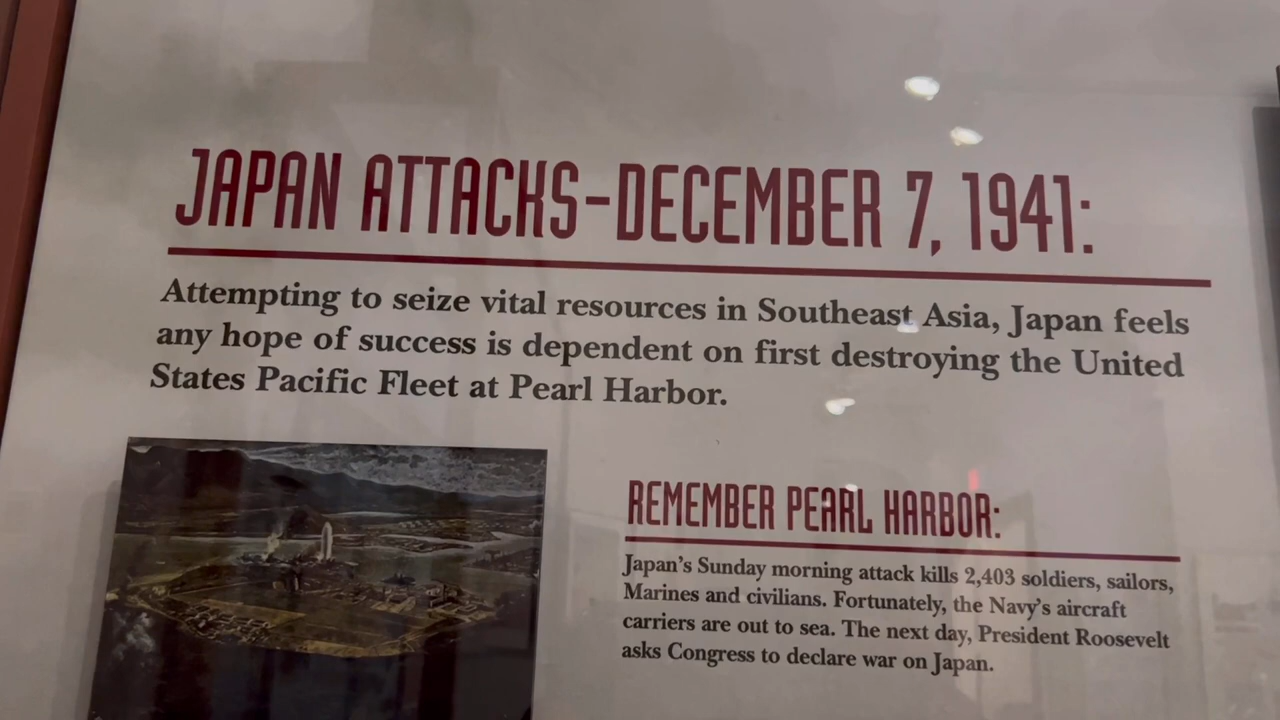 JAPAN ATTACKS-DECEMBER 7, 1941:
Attempting to seize vital resources in Southeast Asia, Japan feels
any hope of success is dependent on first destroying the United
States Pacific Fleet at Pearl Harbor.
REMEMBER PEARL HARBOR:
Japan's Sunday morning attack kills 2,403 soldiers, sailors,
Marines and civilians. Fortunately, the Navy's aircraft
carriers are out to sea. The next day, President Roosevelt
asks Congress to declare war on Japan.